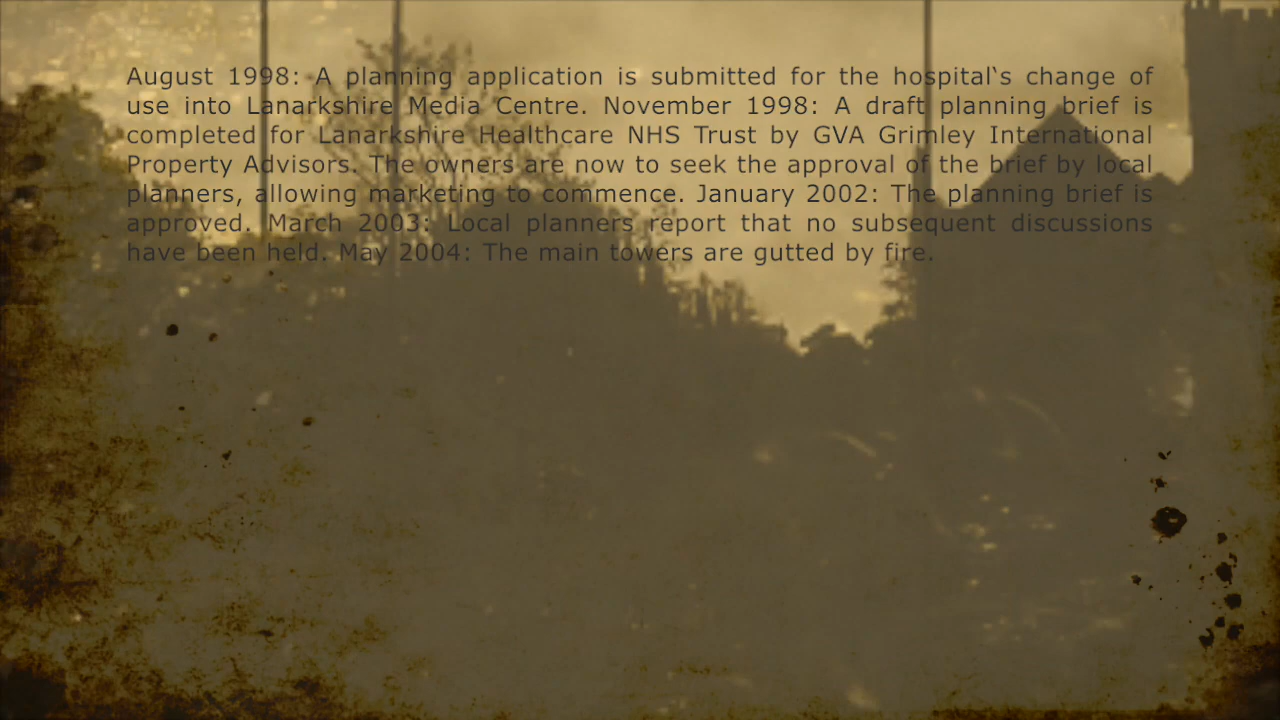 August 1998: A planning application is submitted for the hospital's change of
use into Lanarkshire Media Centre. November 1998: A draft planning brief is
completed for Lanarkshire Healthcare NHS Trust by GVA Grimley International
Property Advisors. The owners are now to seek the approval of the brief by local
planners, allowing marketing to commence. January 2002: The planning brief is
approved. March 2003: Local planners report that no subsequent discussions
have been held. May 2004: The main towers are gutted by fire.